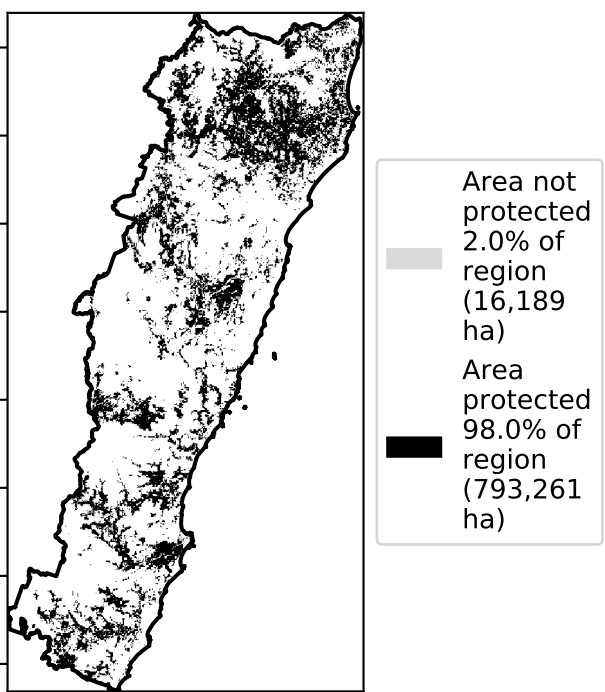 Area not
protected
2.0% of
region
(16,189
ha)
Area
protected
98.0% of
region
(793,261
ha)